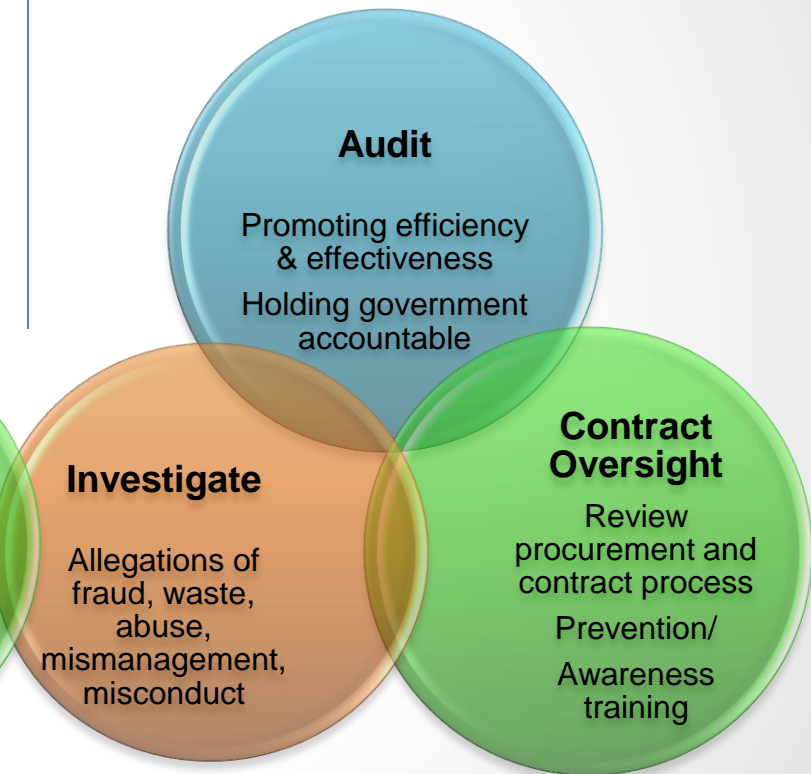 Audit
Promoting efficiency
& effectiveness
Holding government
accountable
Investigate
Allegations of
fraud, waste,
abuse,
mismanagement,
misconduct
Contract
Oversight
Review
procurement and
contract process
Prevention/
Awareness
training